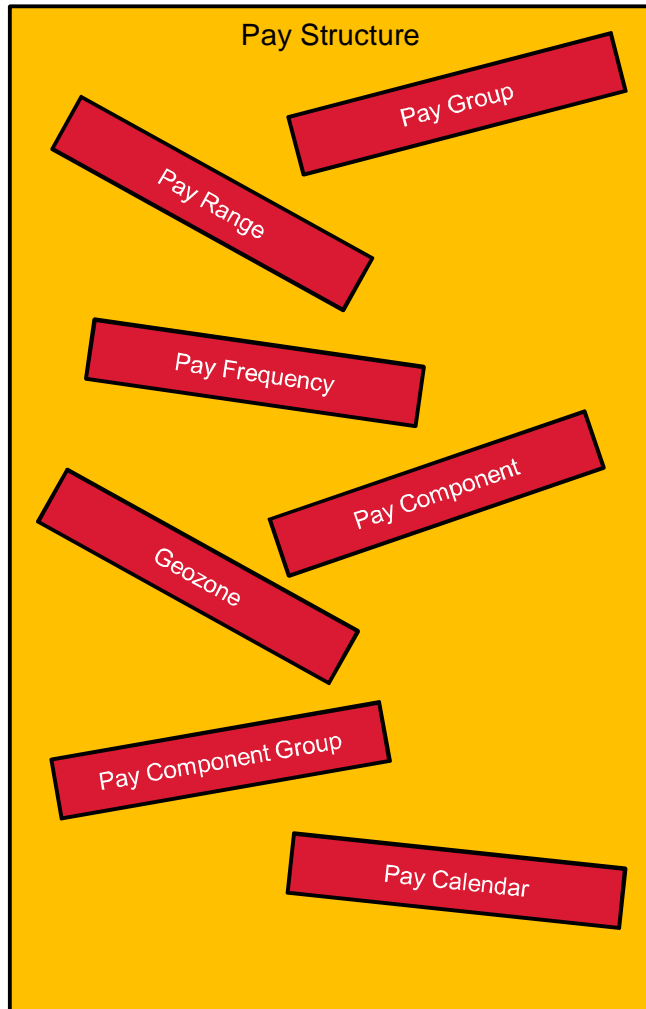 Pay Structure
Pay Group
Pay Range
Pay Frequency
Pay Component
Geozone
Pay Component Group
Pay Calendar